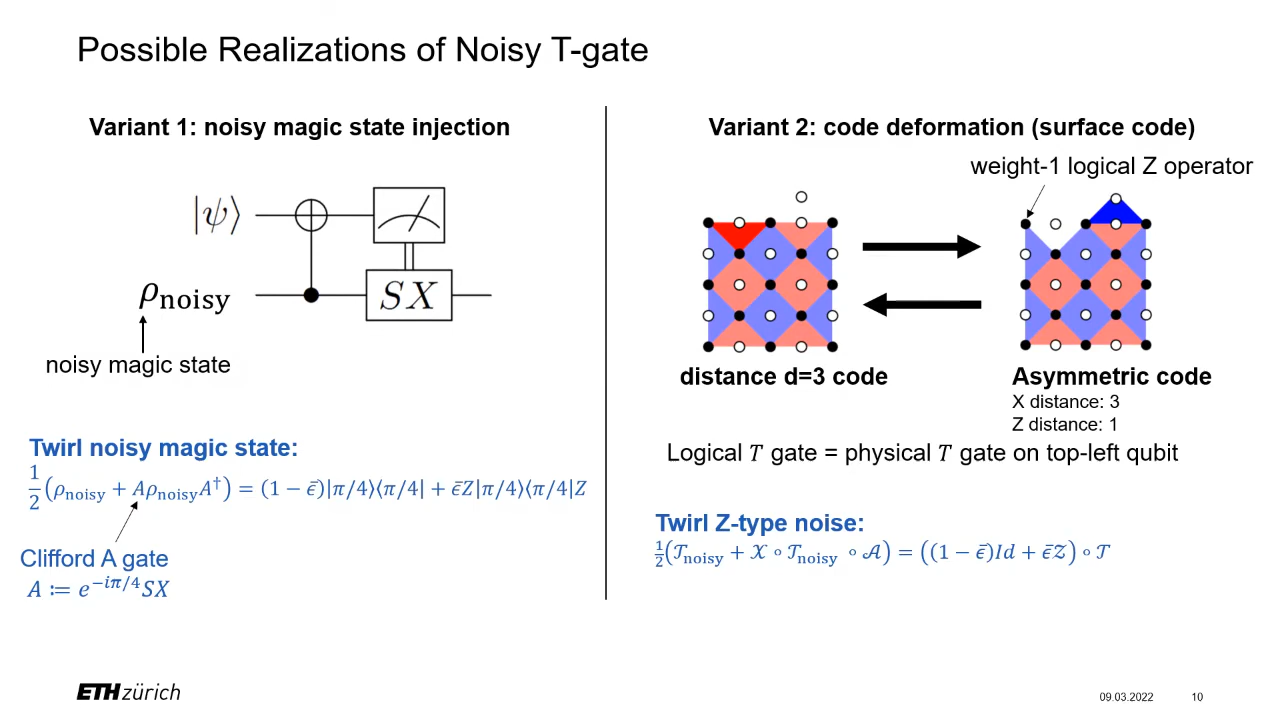 Possible Realizations of Noisy T-gate
Variant 1: noisy magic state injection
|ψ⟩
ρnoisy
SX
noisy magic state
Twirl noisy magic state:
1/2 (ρnoisy + AρnoisyA†) = (1 − ϵ̄)|π/4⟩⟨π/4| + ϵ̄Z|π/4⟩⟨π/4|Z
Clifford A gate
A ≔ e^{−iπ/4}SX
Variant 2: code deformation (surface code)
weight-1 logical Z operator
distance d=3 code
Asymmetric code
X distance: 3
Z distance: 1
Logical T gate = physical T gate on top-left qubit
Twirl Z-type noise:
1/2 (𝒯noisy + 𝒳 ∘ 𝒯noisy ∘ 𝒜) = ((1 − ϵ̄)Id + ϵ̄𝒵) ∘ 𝒯
ETH zürich
09.03.2022
10